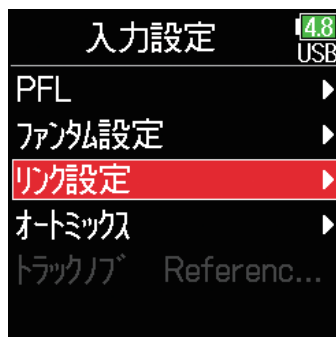 入力設定
4.8
USB
PFL
ファンタム設定
リンク設定
オートミックス
トラックノブ Referenc...